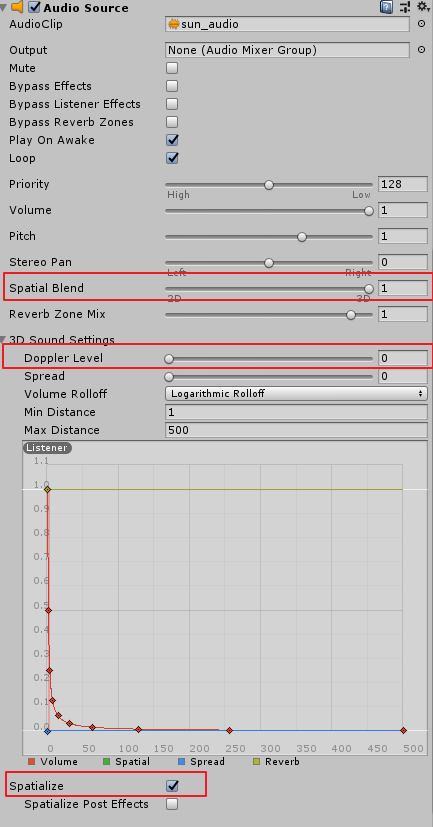 Audio Source
AudioClip sun_audio
Output None (Audio Mixer Group)
Mute
Bypass Effects
Bypass Listener Effects
Bypass Reverb Zones
Play On Awake
Loop
Priority 128
High Low
Volume 1
Pitch 1
Stereo Pan 0
Left Right
Spatial Blend 1
2D 3D
Reverb Zone Mix 1
3D Sound Settings
Doppler Level 0
Spread 0
Volume Rolloff Logarithmic Rolloff
Min Distance 1
Max Distance 500
Listener
1.1
1.0
0.9
0.8
0.7
0.6
0.5
0.4
0.3
0.2
0.1
0.0
0 50 100 150 200 250 300 350 400 450 500
Volume Spatial Spread Reverb
Spatialize
Spatialize Post Effects